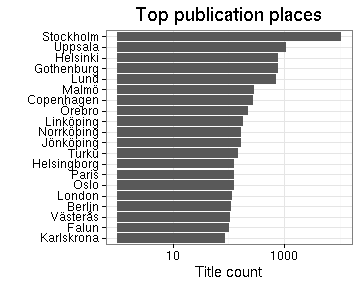 Top publication places
Stockholm
Uppsala
Helsinki
Gothenburg
Lund
Malmö
Copenhagen
Örebro
Linköping
Norrköping
Jönköping
Turku
Helsingborg
Paris
Oslo
London
Berlin
Västerås
Falun
Karlskrona
10 1000
Title count